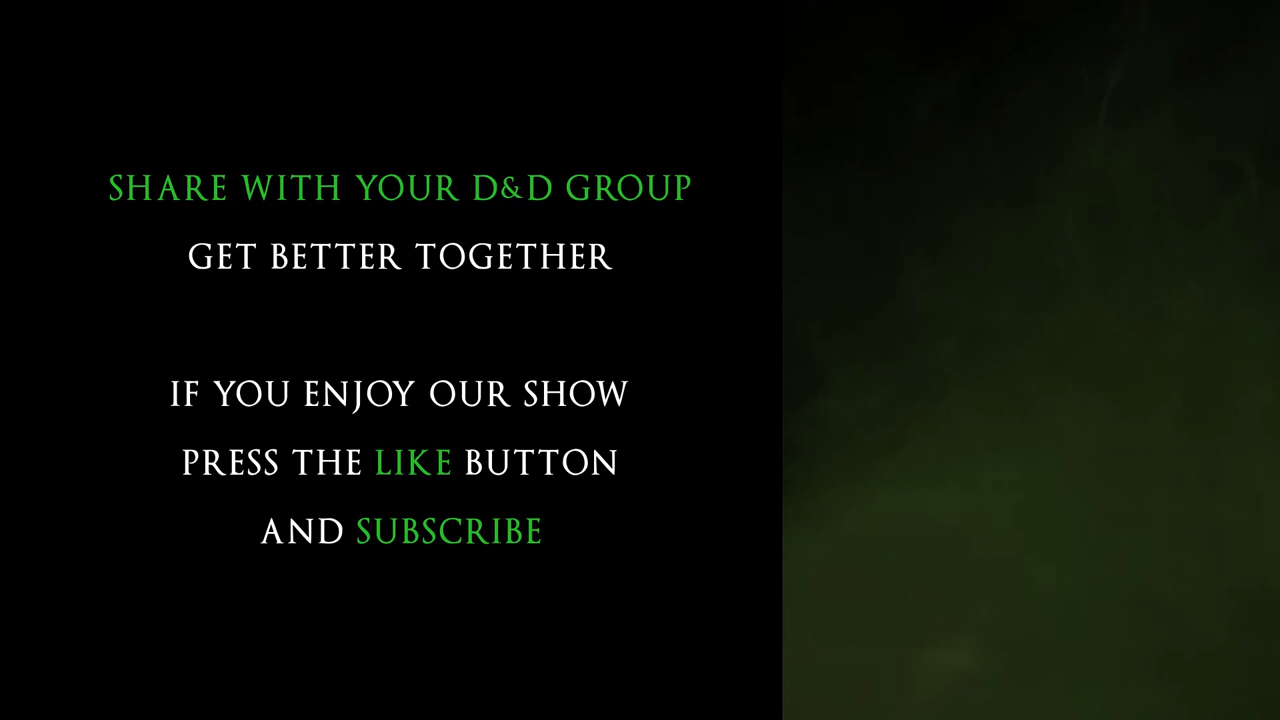 SHARE WITH YOUR D&D GROUP
GET BETTER TOGETHER
IF YOU ENJOY OUR SHOW
PRESS THE LIKE BUTTON
AND SUBSCRIBE